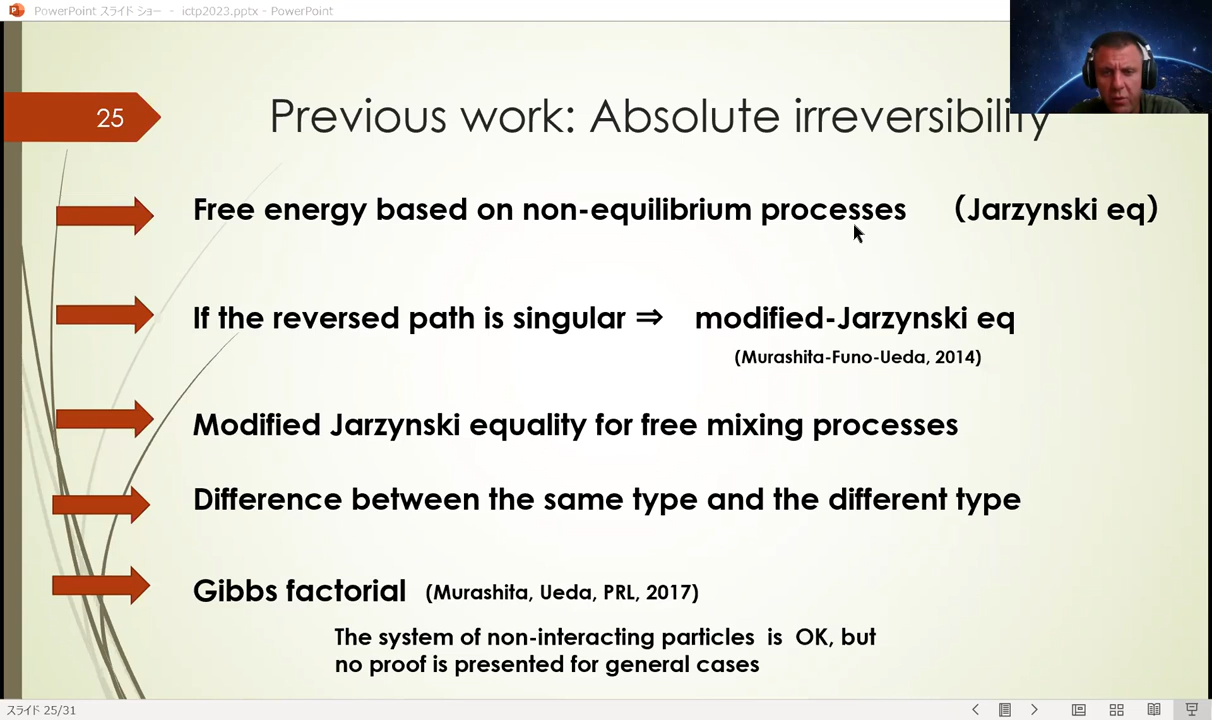 PowerPoint スライド ショー - ictp2023.pptx - PowerPoint
25
Previous work: Absolute irreversibility
Free energy based on non-equilibrium processes （Jarzynski eq）
If the reversed path is singular ⇒ modified-Jarzynski eq
(Murashita-Funo-Ueda, 2014)
Modified Jarzynski equality for free mixing processes
Difference between the same type and the different type
Gibbs factorial (Murashita, Ueda, PRL, 2017)
The system of non-interacting particles is OK, but
no proof is presented for general cases
スライド 25/31